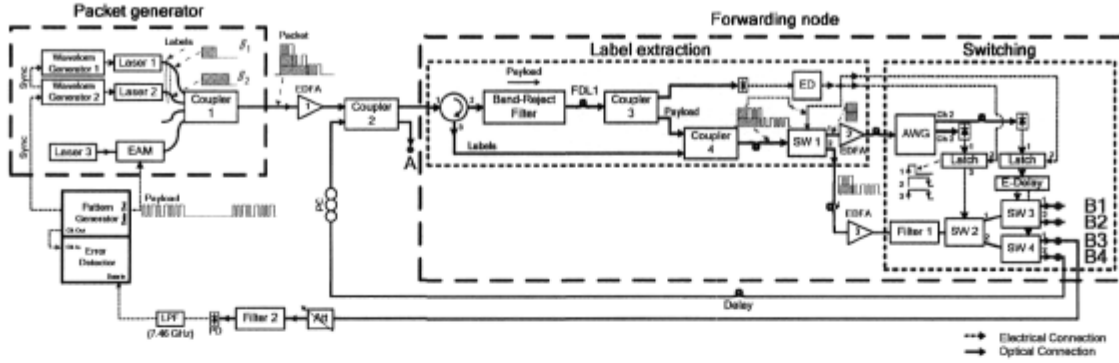 Packet generator
Forwarding node
Label extraction
Switching
Labels
S1
S2
Packet
Waveform
Generator 1
Laser 1
Waveform
Generator 2
Laser 2
Sync
Coupler
1
EDFA
Coupler
2
A
Sync
Laser 3
EAM
Payload
Pattern
Generator
Error
Detector
PC
Payload
Band-Reject
Filter
FDL1
Coupler
3
Payload
ED
Labels
Coupler
4
SW 1
EDFA
AWG
Latch
Latch
E-Delay
EDFA
Filter 1
SW 2
SW 3
SW 4
B1
B2
B3
B4
Delay
LPF
(7.46 GHz)
PD
Filter 2
Att
Electrical Connection
Optical Connection